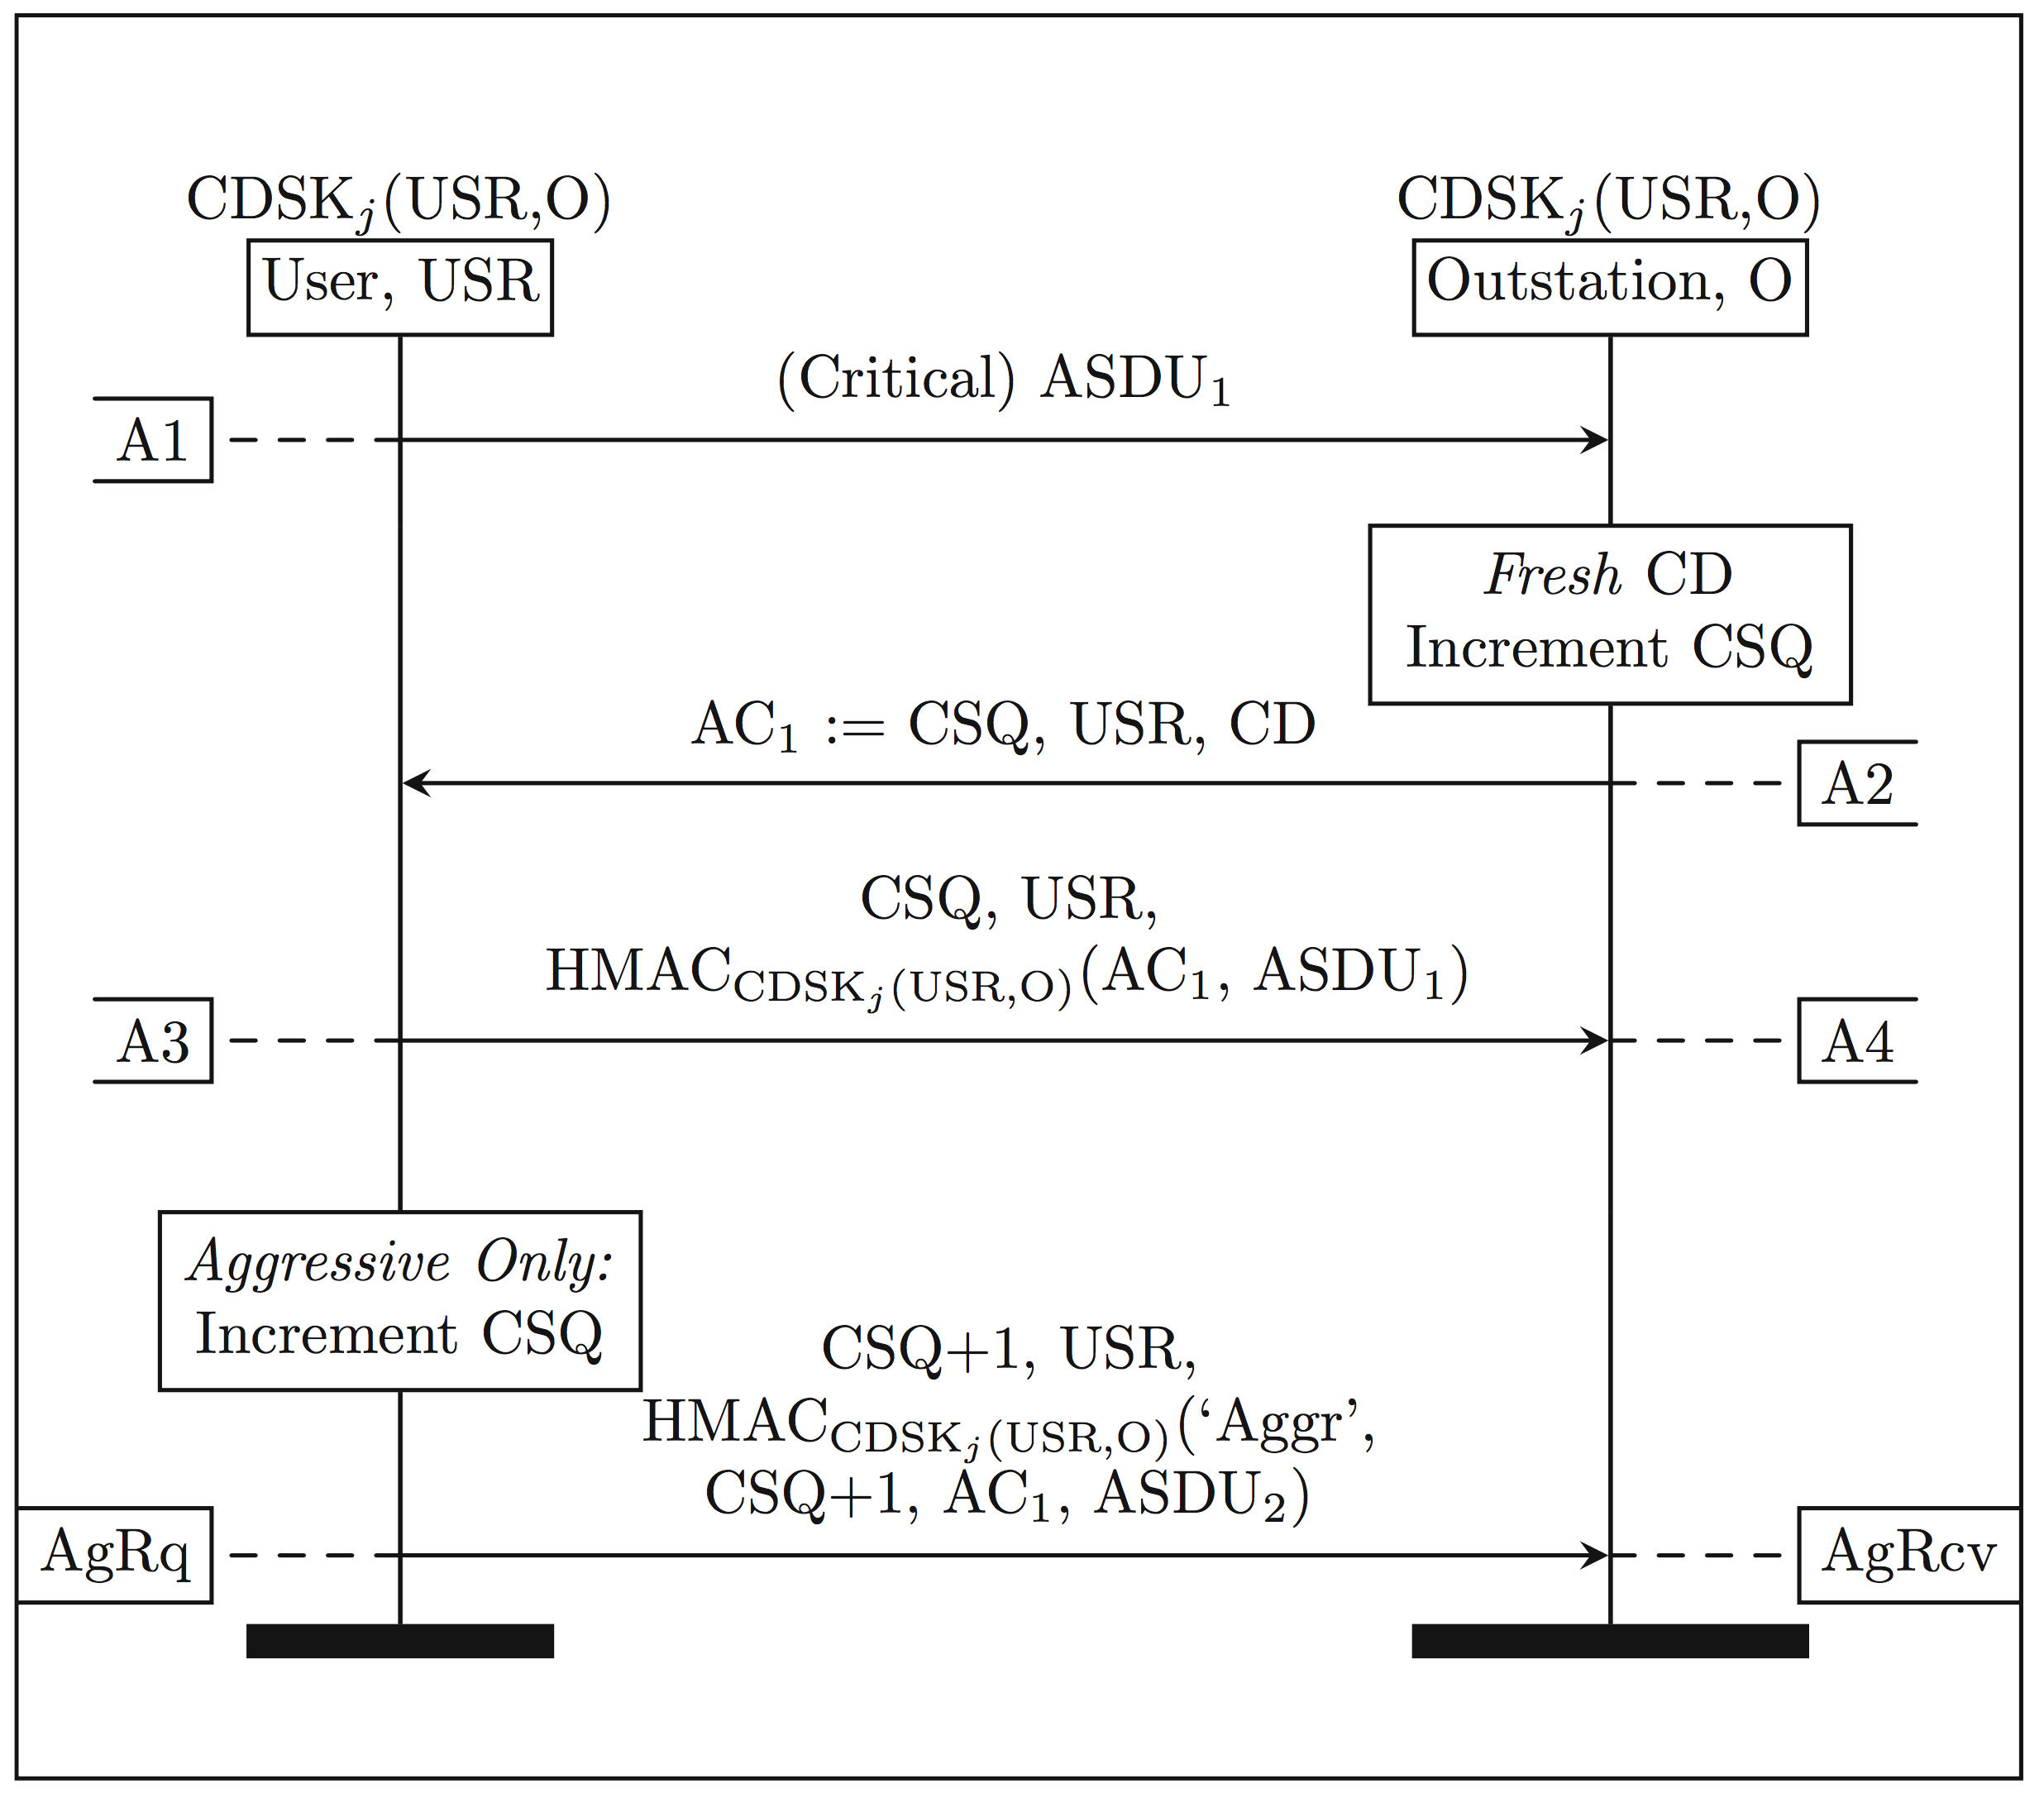 CDSKⱼ(USR,O)
CDSKⱼ(USR,O)
User, USR
Outstation, O
(Critical) ASDU₁
A1
Fresh CD
Increment CSQ
AC₁ := CSQ, USR, CD
A2
CSQ, USR,
HMAC_CDSKⱼ(USR,O)(AC₁, ASDU₁)
A3
A4
Aggressive Only:
Increment CSQ
CSQ+1, USR,
HMAC_CDSKⱼ(USR,O)(‘Aggr’,
CSQ+1, AC₁, ASDU₂)
AgRq
AgRcv